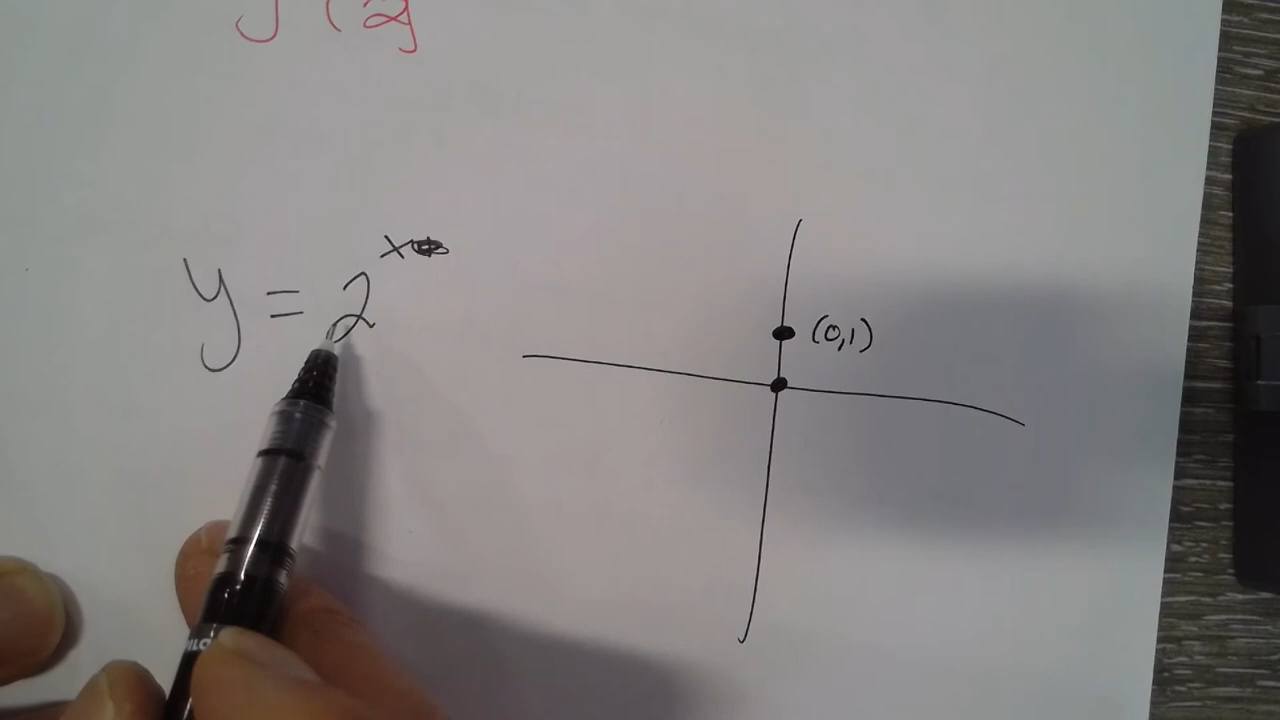 y = 2^x
(0,1)